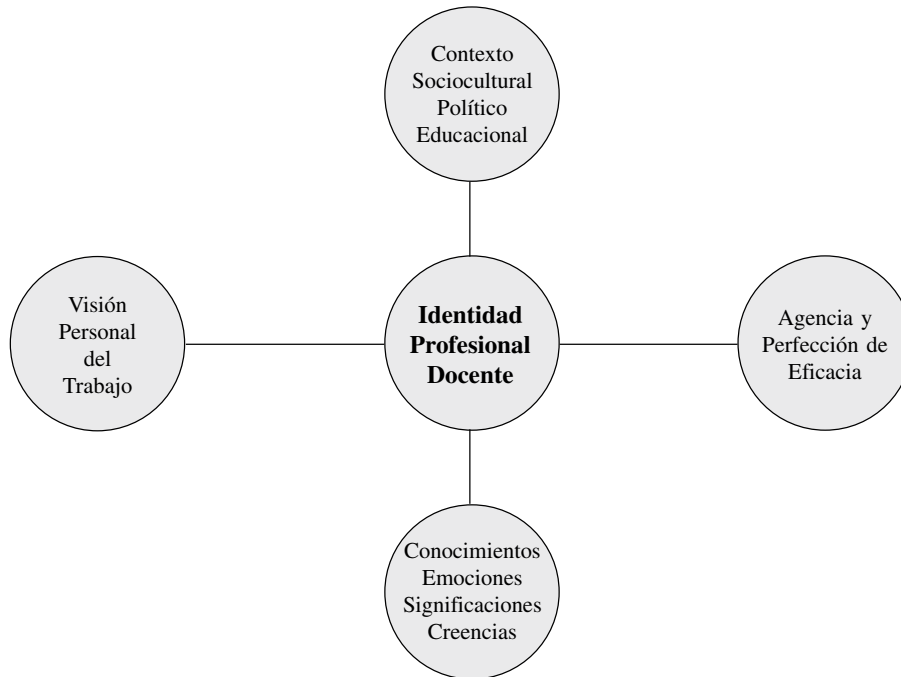 Contexto
Sociocultural
Político
Educacional
Visión
Personal
del
Trabajo
Identidad
Profesional
Docente
Agencia y
Perfección de
Eficacia
Conocimientos
Emociones
Significaciones
Creencias